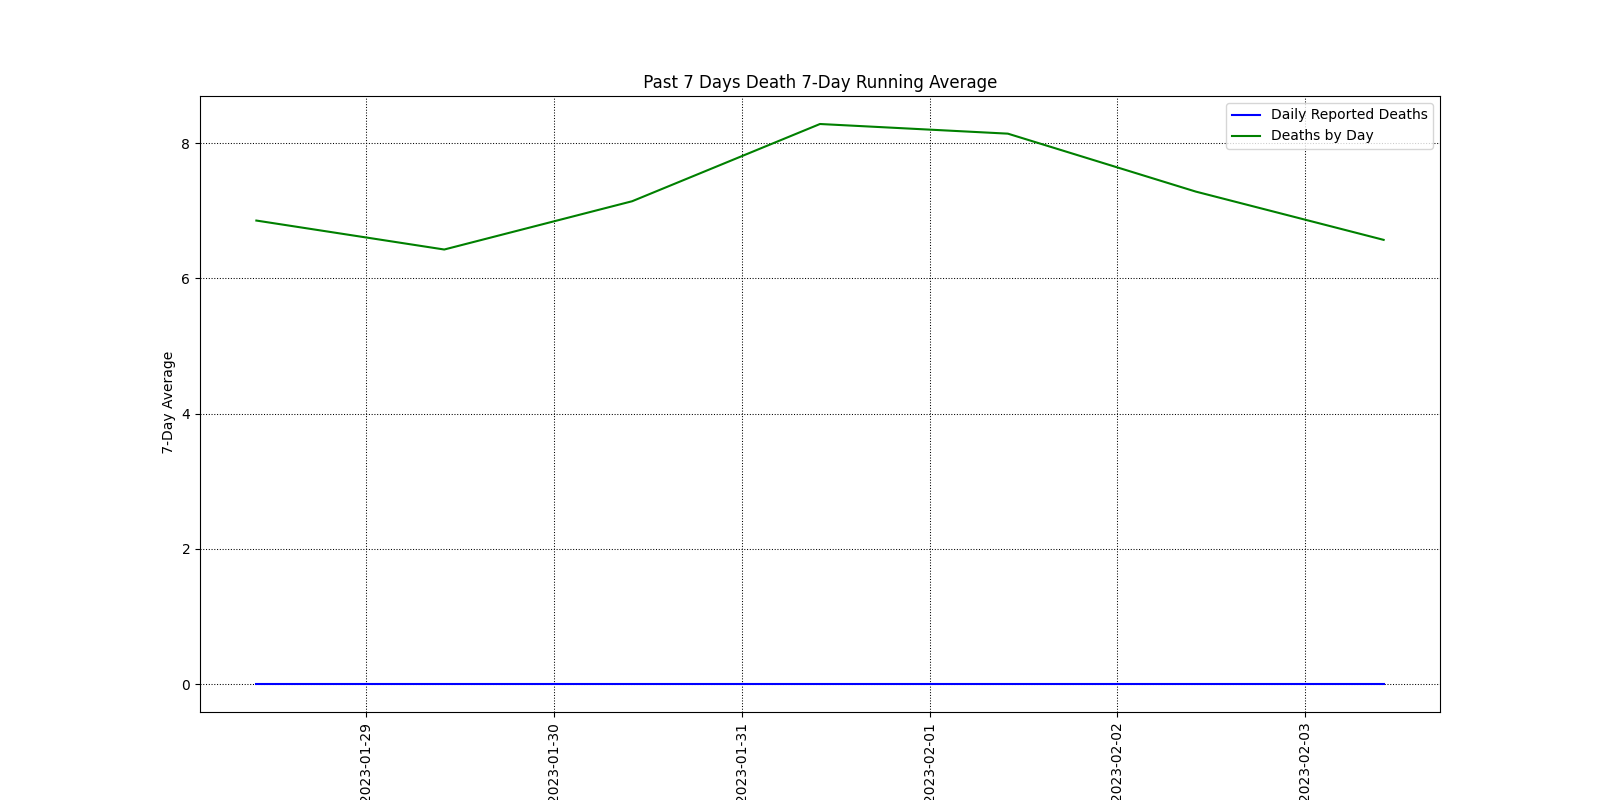 Past 7 Days Death 7-Day Running Average
Daily Reported Deaths
Deaths by Day
7-Day Average
8
6
4
2
0
2023-01-29
2023-01-30
2023-01-31
2023-02-01
2023-02-02
2023-02-03